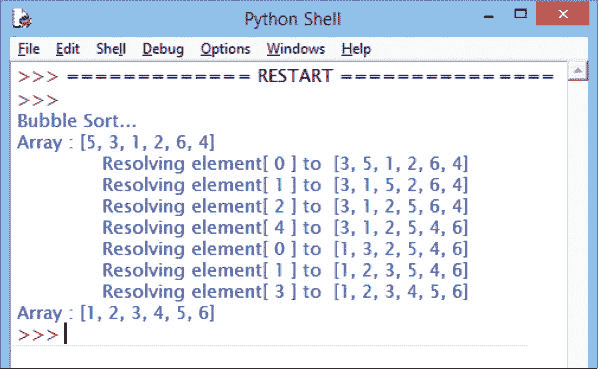 Python Shell
File Edit Shell Debug Options Windows Help
>>> ============= RESTART ===============
>>>
Bubble Sort...
Array : [5, 3, 1, 2, 6, 4]
Resolving element[ 0 ] to [3, 5, 1, 2, 6, 4]
Resolving element[ 1 ] to [3, 1, 5, 2, 6, 4]
Resolving element[ 2 ] to [3, 1, 2, 5, 6, 4]
Resolving element[ 4 ] to [3, 1, 2, 5, 4, 6]
Resolving element[ 0 ] to [1, 3, 2, 5, 4, 6]
Resolving element[ 1 ] to [1, 2, 3, 5, 4, 6]
Resolving element[ 3 ] to [1, 2, 3, 4, 5, 6]
Array : [1, 2, 3, 4, 5, 6]
>>>